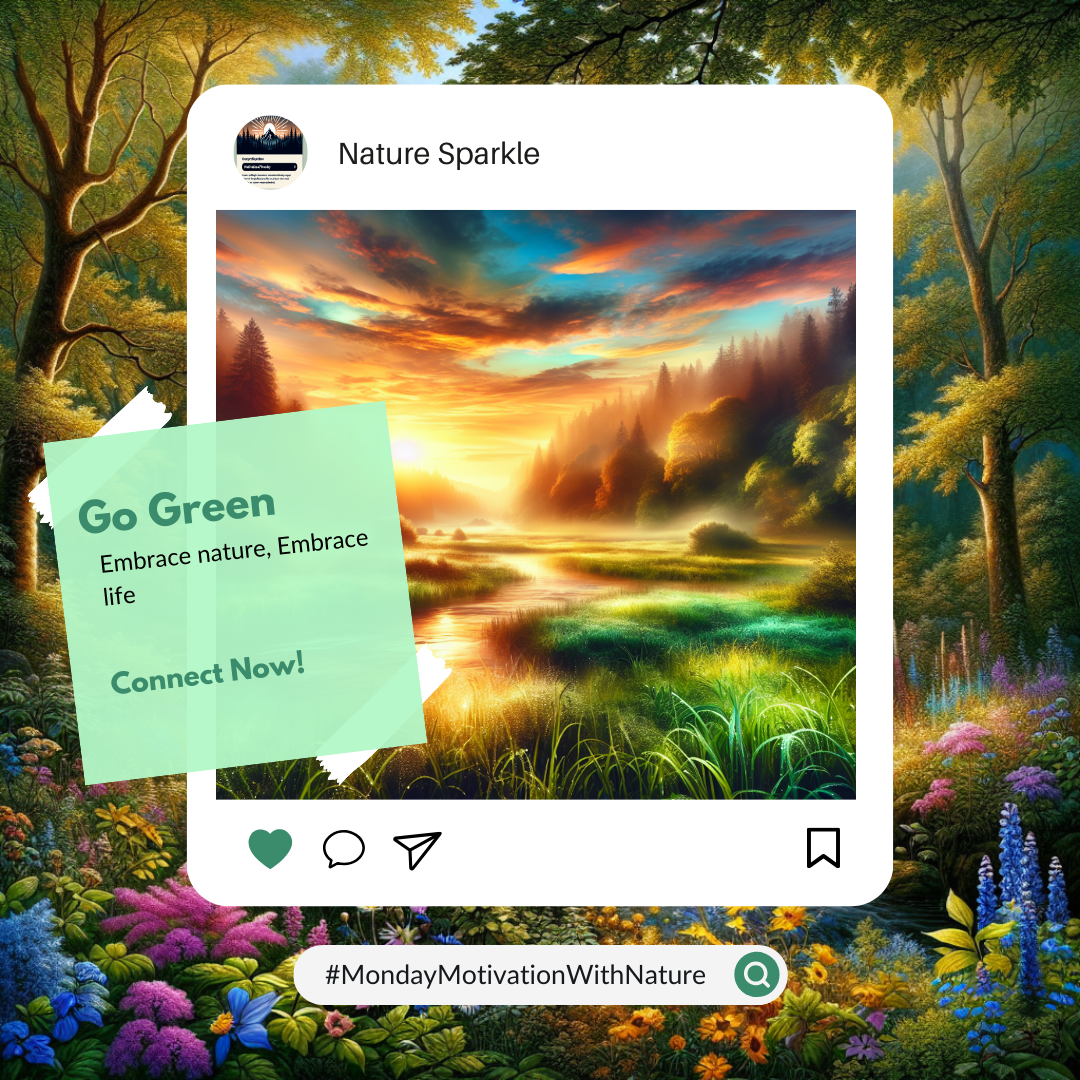 Nature Sparkle
Go Green
Embrace nature, Embrace
life
Connect Now!
#MondayMotivationWithNature